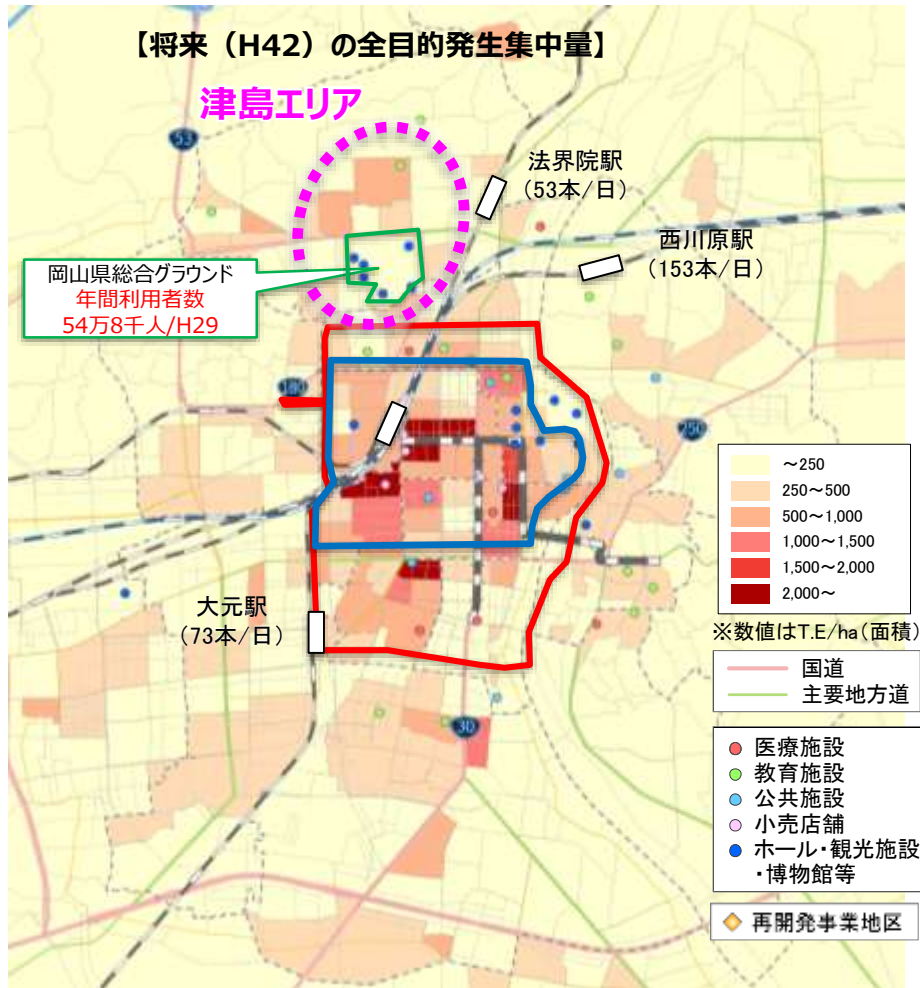 【将来（H42）の全目的発生集中量】
津島エリア
53
法界院駅
（53本/日）
西川原駅
（153本/日）
岡山県総合グラウンド
年間利用者数
54万8千人/H29
180
250
～250
250～500
500～1,000
1,000～1,500
1,500～2,000
2,000～
※数値はT.E/ha（面積）
大元駅
（73本/日）
国道
主要地方道
30
医療施設
教育施設
公共施設
小売店舗
ホール・観光施設
・博物館等
再開発事業地区